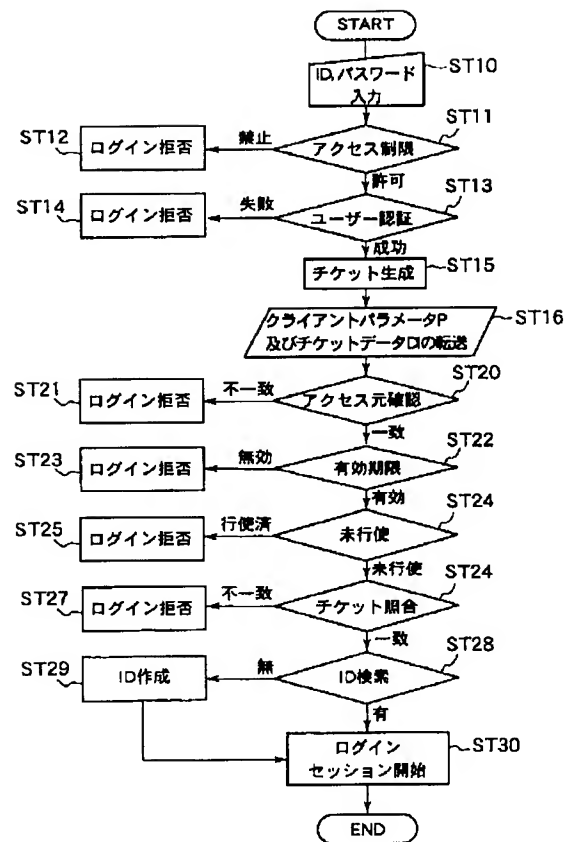 START
ID,パスワード
入力
ST10
ST11
ST12
ログイン拒否
禁止
アクセス制限
許可
ST13
ST14
ログイン拒否
失敗
ユーザー認証
成功
チケット生成
ST15
クライアントパラメータP
及びチケットデータDの転送
ST16
ST20
ST21
ログイン拒否
不一致
アクセス元確認
一致
ST22
ST23
ログイン拒否
無効
有効期限
有効
ST24
ST25
ログイン拒否
行使済
未行使
未行使
ST24
ST27
ログイン拒否
不一致
チケット照合
一致
ST28
ST29
ID作成
無
ID検索
有
ログイン
セッション開始
ST30
END